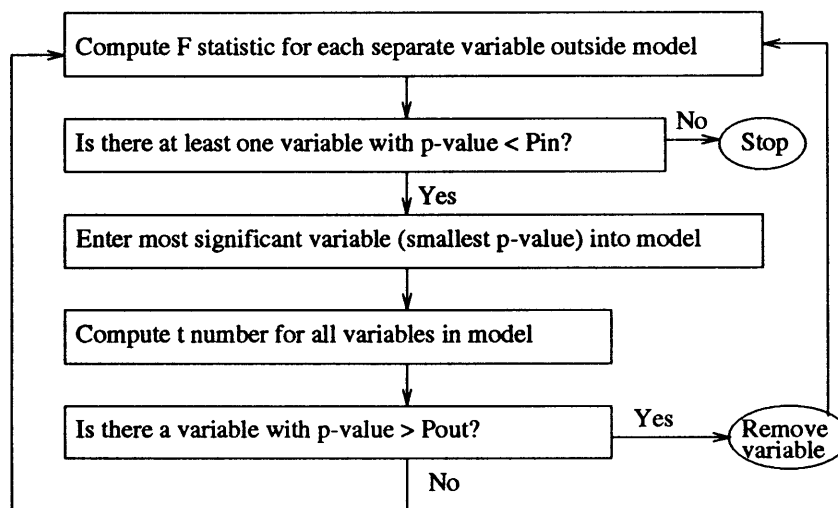 Compute F statistic for each separate variable outside model
Is there at least one variable with p-value < Pin?
No
Stop
Yes
Enter most significant variable (smallest p-value) into model
Compute t number for all variables in model
Is there a variable with p-value > Pout?
Yes
Remove
variable
No